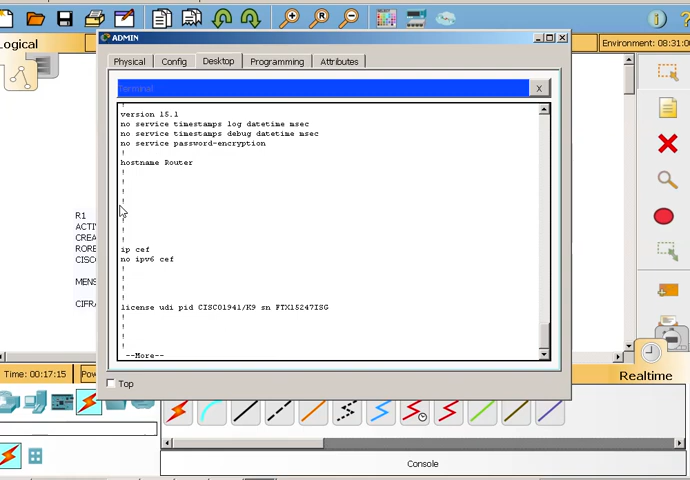 ADMIN
Logical
Environment: 08:31:0
Physical
Config
Desktop
Programming
Attributes
Terminal
X
!
version 15.1
no service timestamps log datetime msec
no service timestamps debug datetime msec
no service password-encryption
!
hostname Router
!
!
!
!
!
!
!
!
ip cef
no ipv6 cef
!
!
!
!
license udi pid CISCO1941/K9 sn FTX15247ISG
!
!
!
--More--
R1
ACTI
CREA
RORE
CISC
MENS
CIFRA
Top
Time: 00:17:15
Pow
Realtime
Console